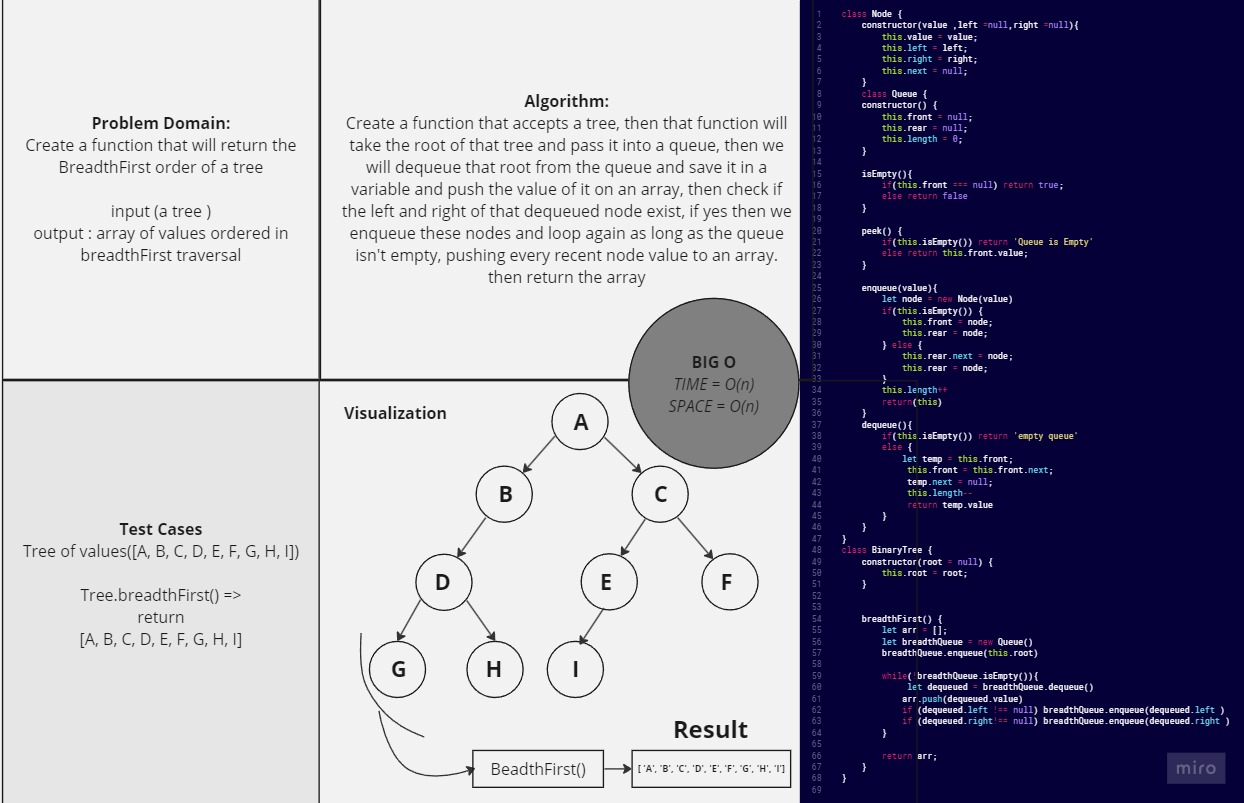 Problem Domain:
Create a function that will return the
BreadthFirst order of a tree
input (a tree )
output : array of values ordered in
breadthFirst traversal
Algorithm:
Create a function that accepts a tree, then that function will
take the root of that tree and pass it into a queue, then we
will dequeue that root from the queue and save it in a
variable and push the value of it on an array, then check if
the left and right of that dequeued node exist, if yes then we
enqueue these nodes and loop again as long as the queue
isn't empty, pushing every recent node value to an array.
then return the array
BIG O
TIME = O(n)
SPACE = O(n)
Test Cases
Tree of values([A, B, C, D, E, F, G, H, I])
Tree.breadthFirst() =>
return
[A, B, C, D, E, F, G, H, I]
Visualization
A
B
C
D
E
F
G
H
I
Result
BeadthFirst()
[ 'A', 'B', 'C', 'D', 'E', 'F', 'G', 'H', 'I']
1 class Node {
2 constructor(value ,left =null,right =null){
3 this.value = value;
4 this.left = left;
5 this.right = right;
6 this.next = null;
7 }
8 class Queue {
9 constructor() {
10 this.front = null;
11 this.rear = null;
12 this.length = 0;
13 }
14
15 isEmpty(){
16 if(this.front === null) return true;
17 else return false
18 }
19
20 peek() {
21 if(this.isEmpty()) return 'Queue is Empty'
22 else return this.front.value;
23 }
24
25 enqueue(value){
26 let node = new Node(value)
27 if(this.isEmpty()) {
28 this.front = node;
29 this.rear = node;
30 } else {
31 this.rear.next = node;
32 this.rear = node;
33 }
34 this.length++
35 return(this)
36 }
37 dequeue(){
38 if(this.isEmpty()) return 'empty queue'
39 else {
40 let temp = this.front;
41 this.front = this.front.next;
42 temp.next = null;
43 this.length--
44 return temp.value
45 }
46 }
47 }
48 class BinaryTree {
49 constructor(root = null) {
50 this.root = root;
51 }
52
53
54 breadthFirst() {
55 let arr = [];
56 let breadthQueue = new Queue()
57 breadthQueue.enqueue(this.root)
58
59 while(!breadthQueue.isEmpty()){
60 let dequeued = breadthQueue.dequeue()
61 arr.push(dequeued.value)
62 if (dequeued.left !== null) breadthQueue.enqueue(dequeued.left )
63 if (dequeued.right!== null) breadthQueue.enqueue(dequeued.right )
64 }
65
66 return arr;
67 }
68 }
69
miro